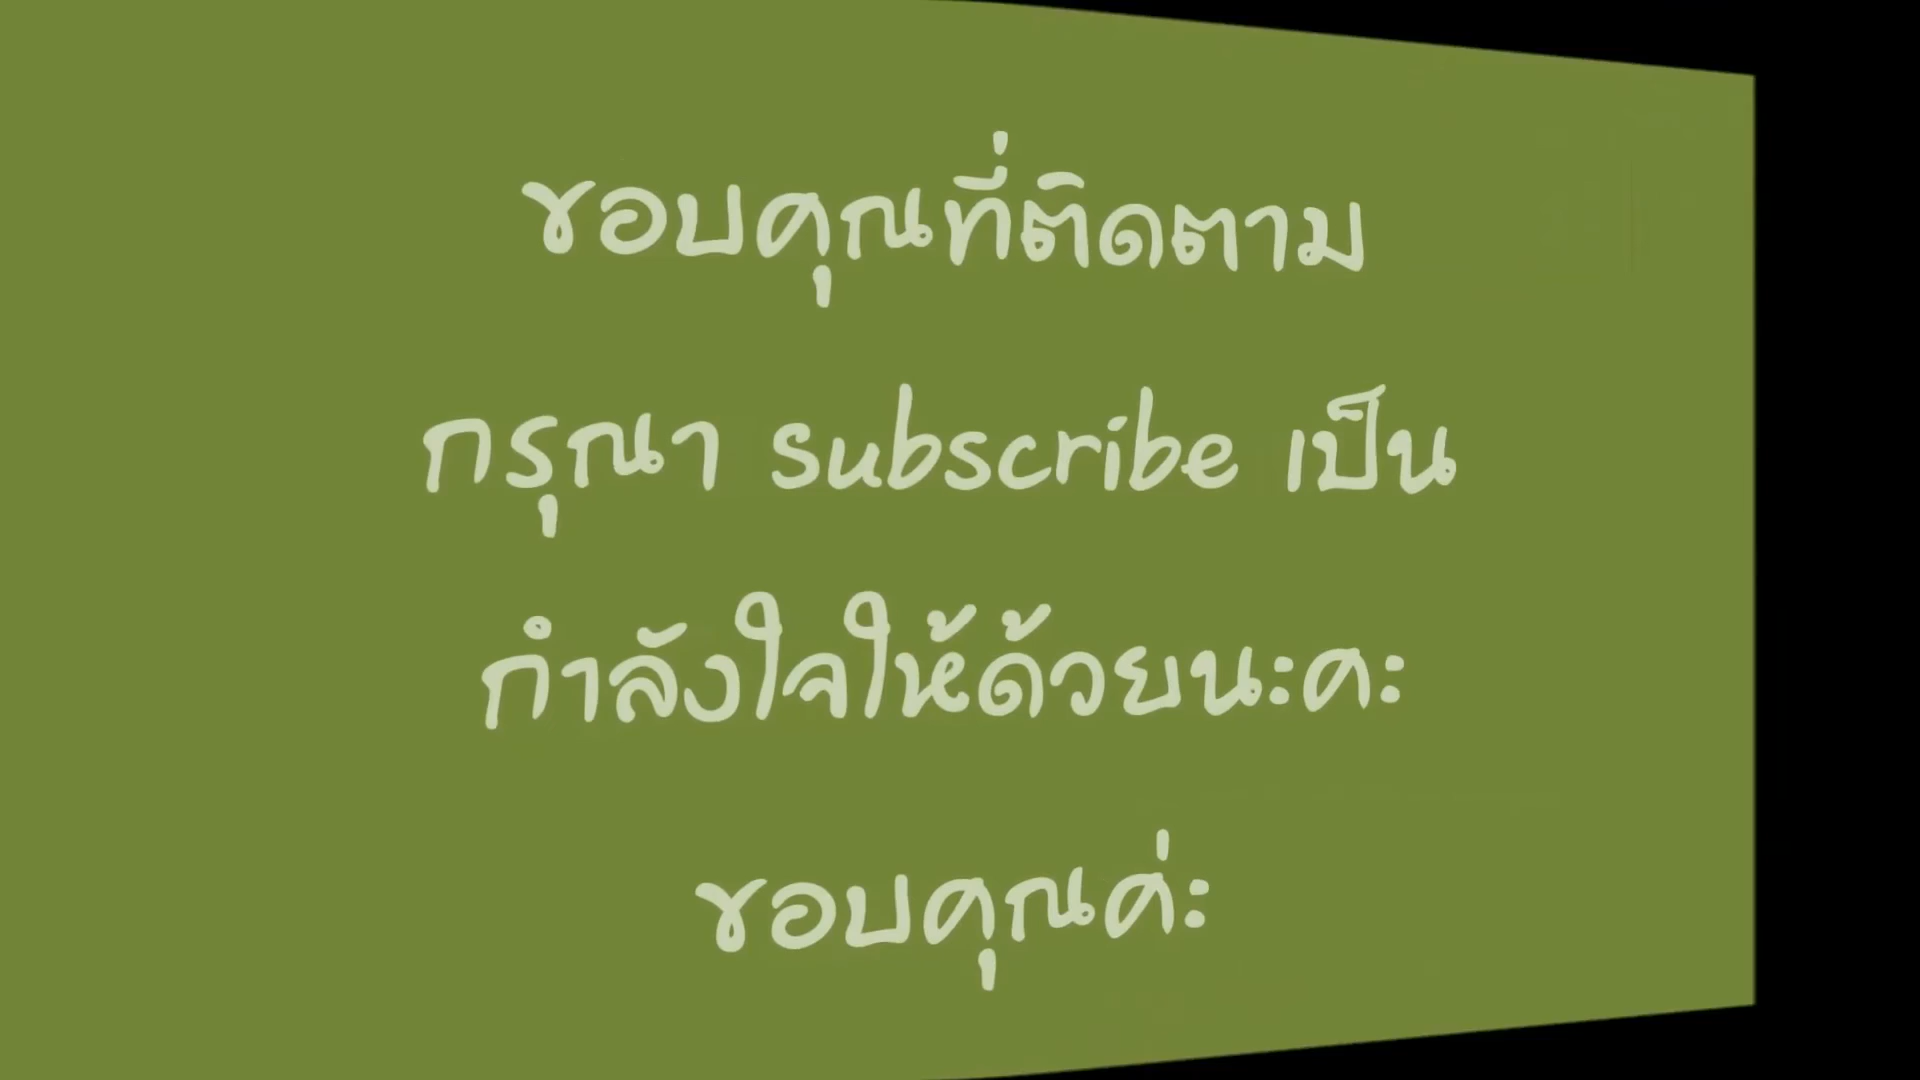 ขอบคุณที่ติดตาม
กรุณา subscribe เป็น
กำลังใจให้ด้วยนะคะ
ขอบคุณค่ะ